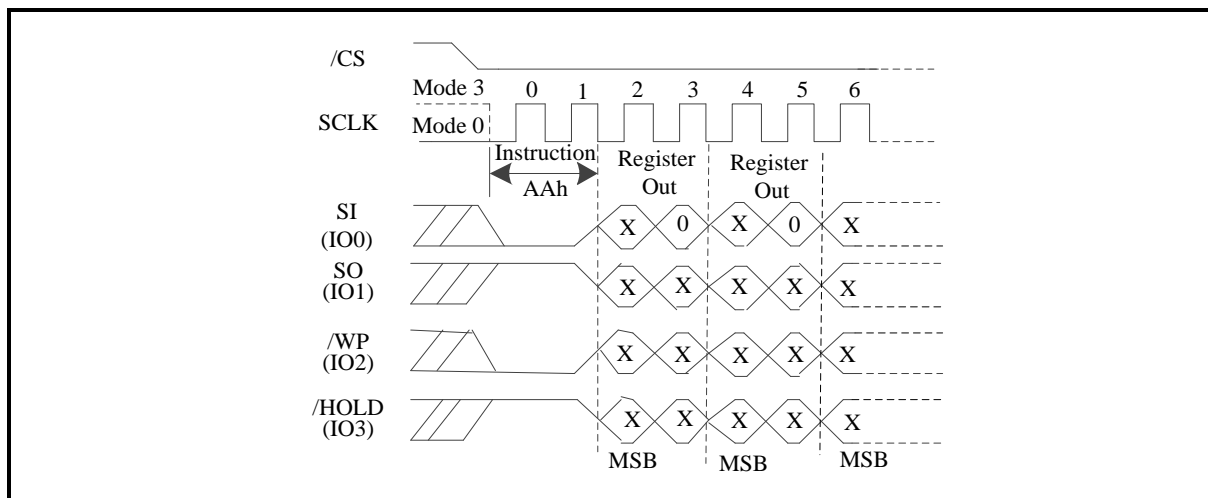 /CS
Mode 3 0 1 2 3 4 5 6
SCLK Mode 0
Instruction Register Register
AAh Out Out
SI X 0 X 0 X
(IO0)
SO X X X X X
(IO1)
/WP X X X X X
(IO2)
/HOLD X X X X X
(IO3)
MSB MSB MSB